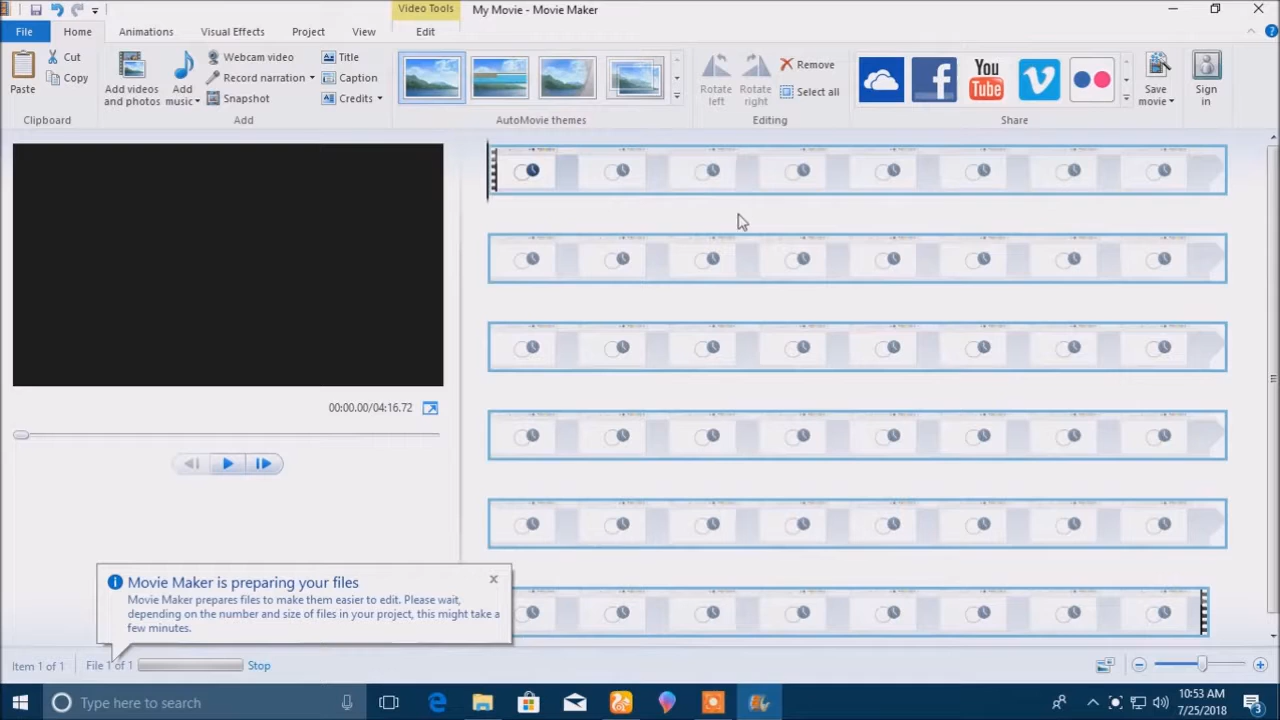 Video Tools
My Movie - Movie Maker
File
Home
Animations
Visual Effects
Project
View
Edit
Paste
Cut
Copy
Clipboard
Add videos
and photos
Add
music
Webcam video
Record narration
Snapshot
Title
Caption
Credits
Add
AutoMovie themes
Rotate
left
Rotate
right
Remove
Select all
Editing
You
Tube
Share
Save
movie
Sign
in
00:00.00/04:16.72
Movie Maker is preparing your files
Movie Maker prepares files to make them easier to edit. Please wait,
depending on the number and size of files in your project, this might take a
few minutes.
Item 1 of 1
File 1 of 1
Stop
Type here to search
10:53 AM
7/25/2018
3